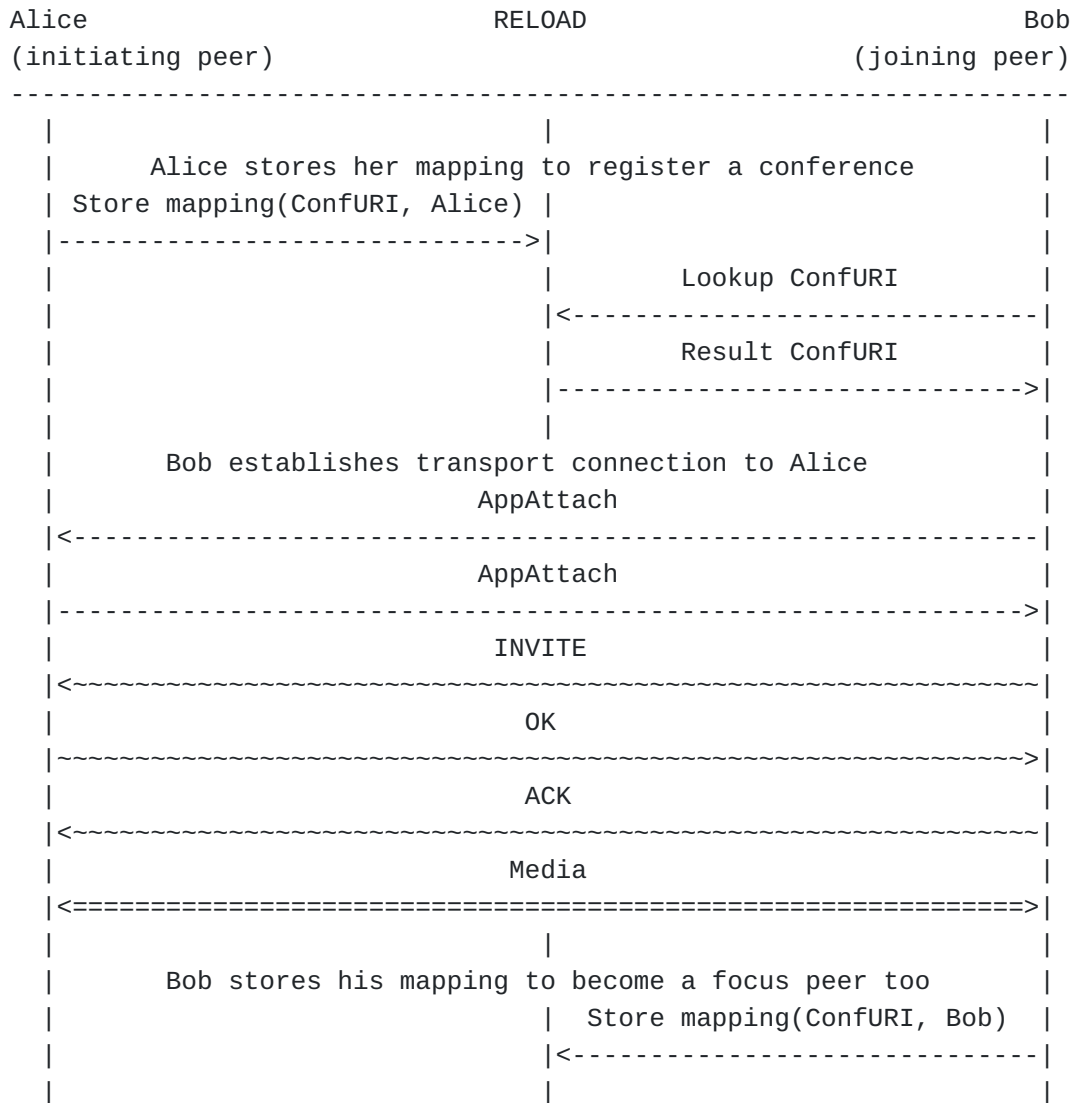 Alice RELOAD Bob
(initiating peer) (joining peer)
Alice stores her mapping to register a conference
Store mapping(ConfURI, Alice)
Lookup ConfURI
Result ConfURI
Bob establishes transport connection to Alice
AppAttach
AppAttach
INVITE
OK
ACK
Media
Bob stores his mapping to become a focus peer too
Store mapping(ConfURI, Bob)